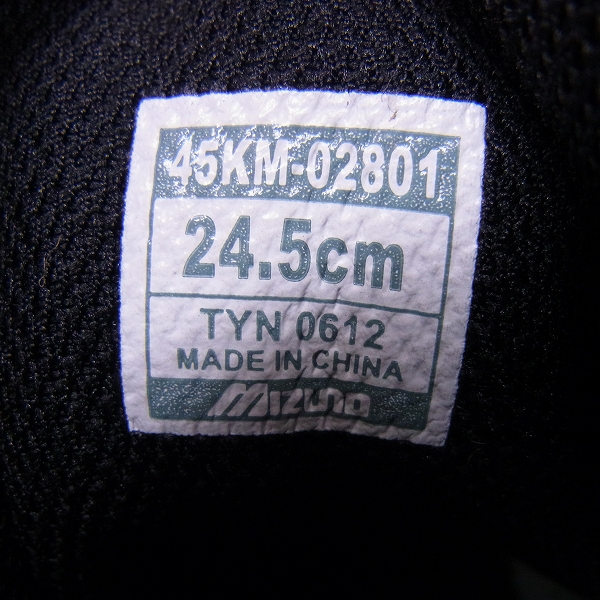 45KM-02801
24.5cm
TYN 0612
MADE IN CHINA
MIZUNO